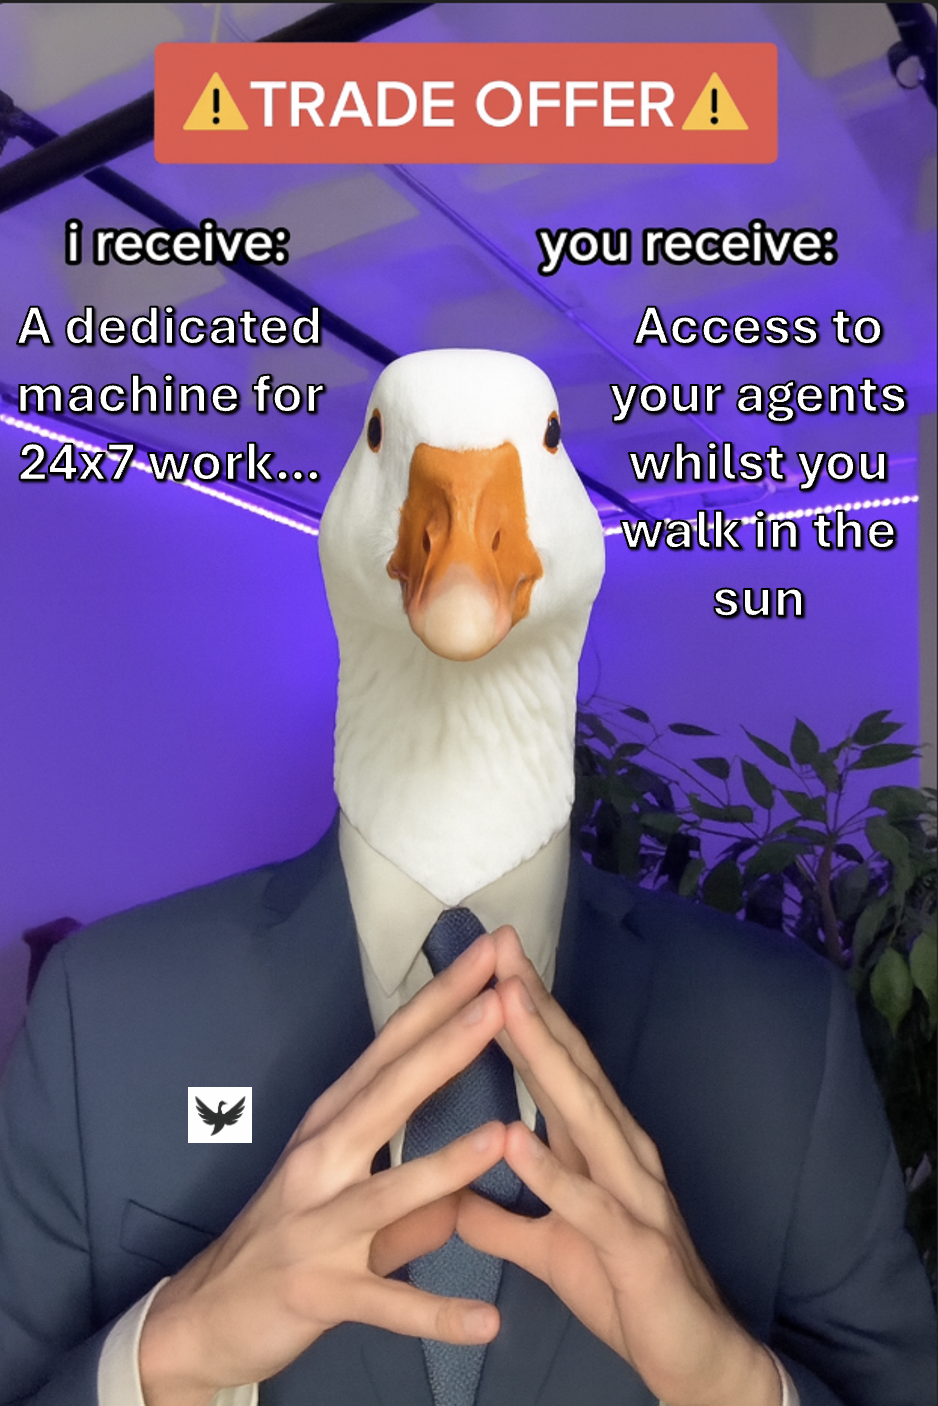 ⚠️TRADE OFFER⚠️
i receive:
A dedicated
machine for
24x7 work...
you receive:
Access to
your agents
whilst you
walk in the
sun